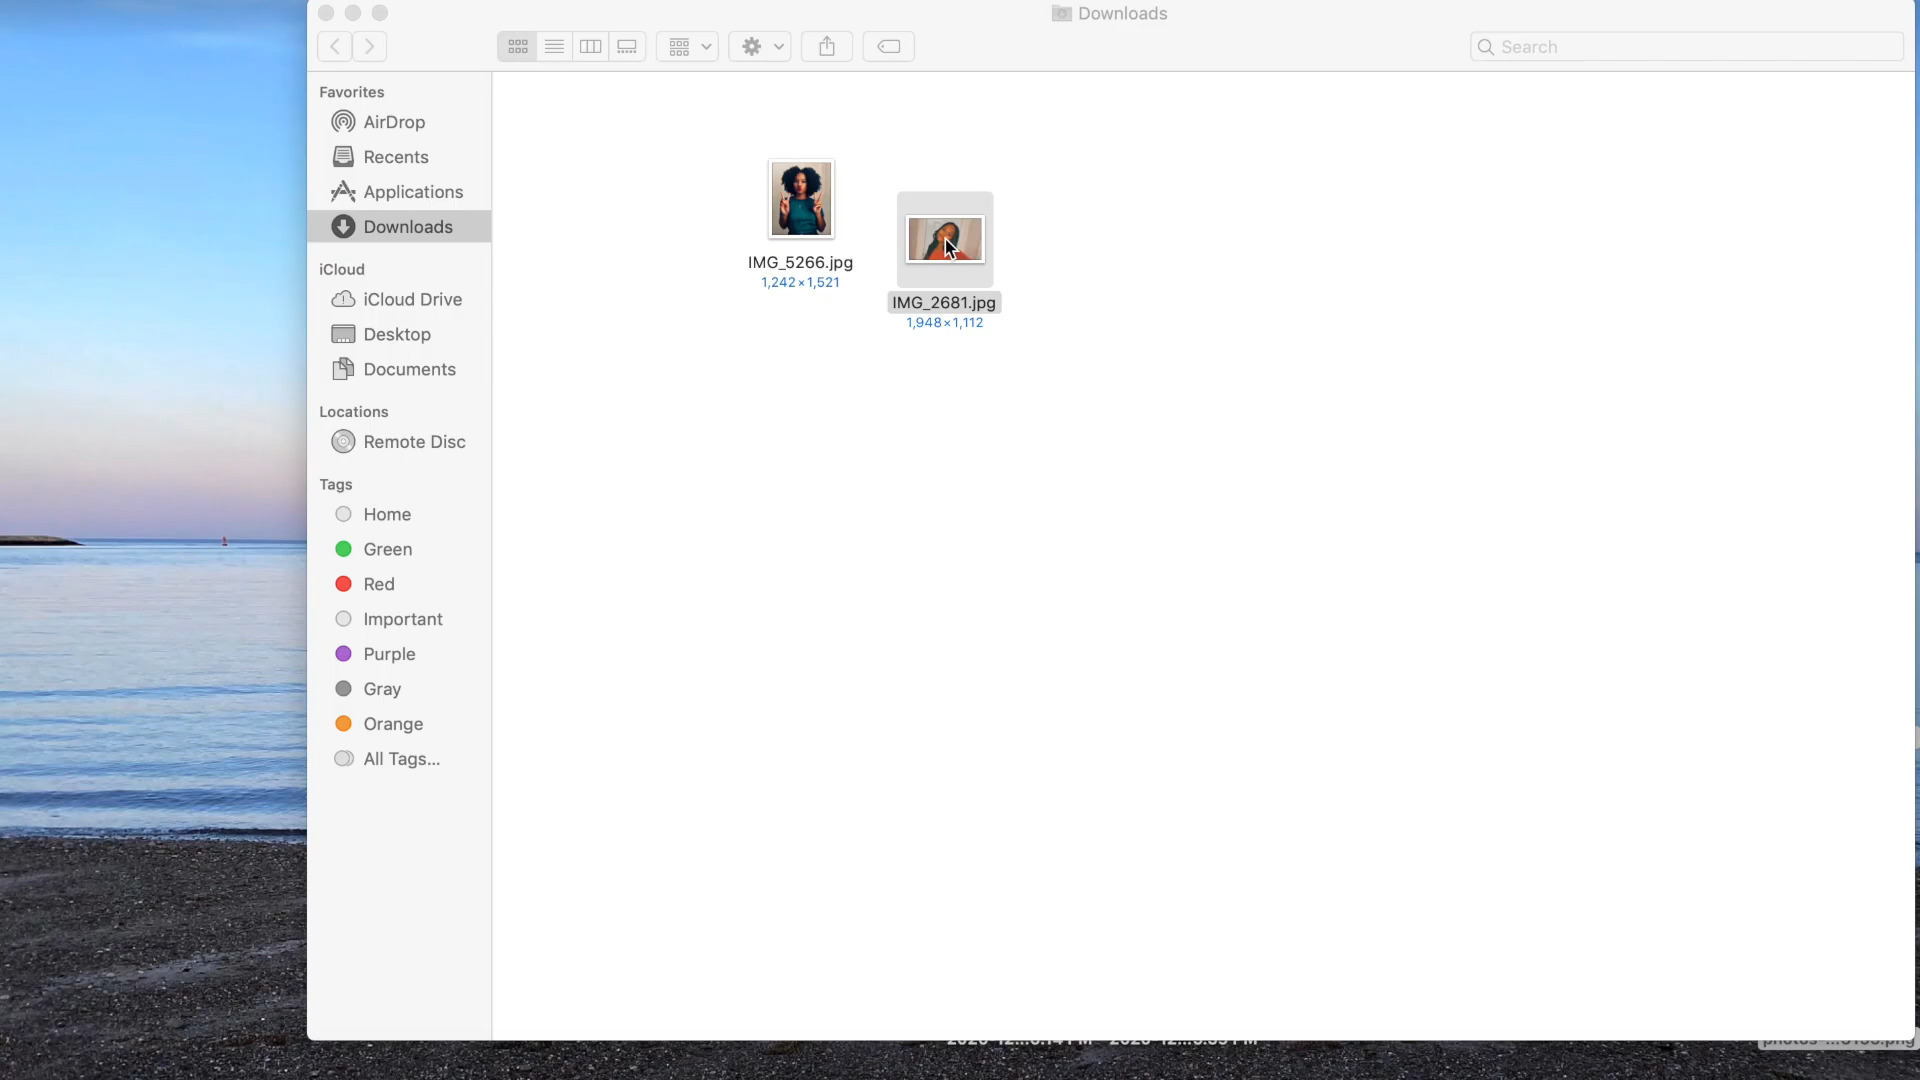 Downloads
Search
Favorites
AirDrop
Recents
Applications
Downloads
iCloud
iCloud Drive
Desktop
Documents
Locations
Remote Disc
Tags
Home
Green
Red
Important
Purple
Gray
Orange
All Tags...
IMG_5266.jpg
1,242×1,521
IMG_2681.jpg
1,948×1,112